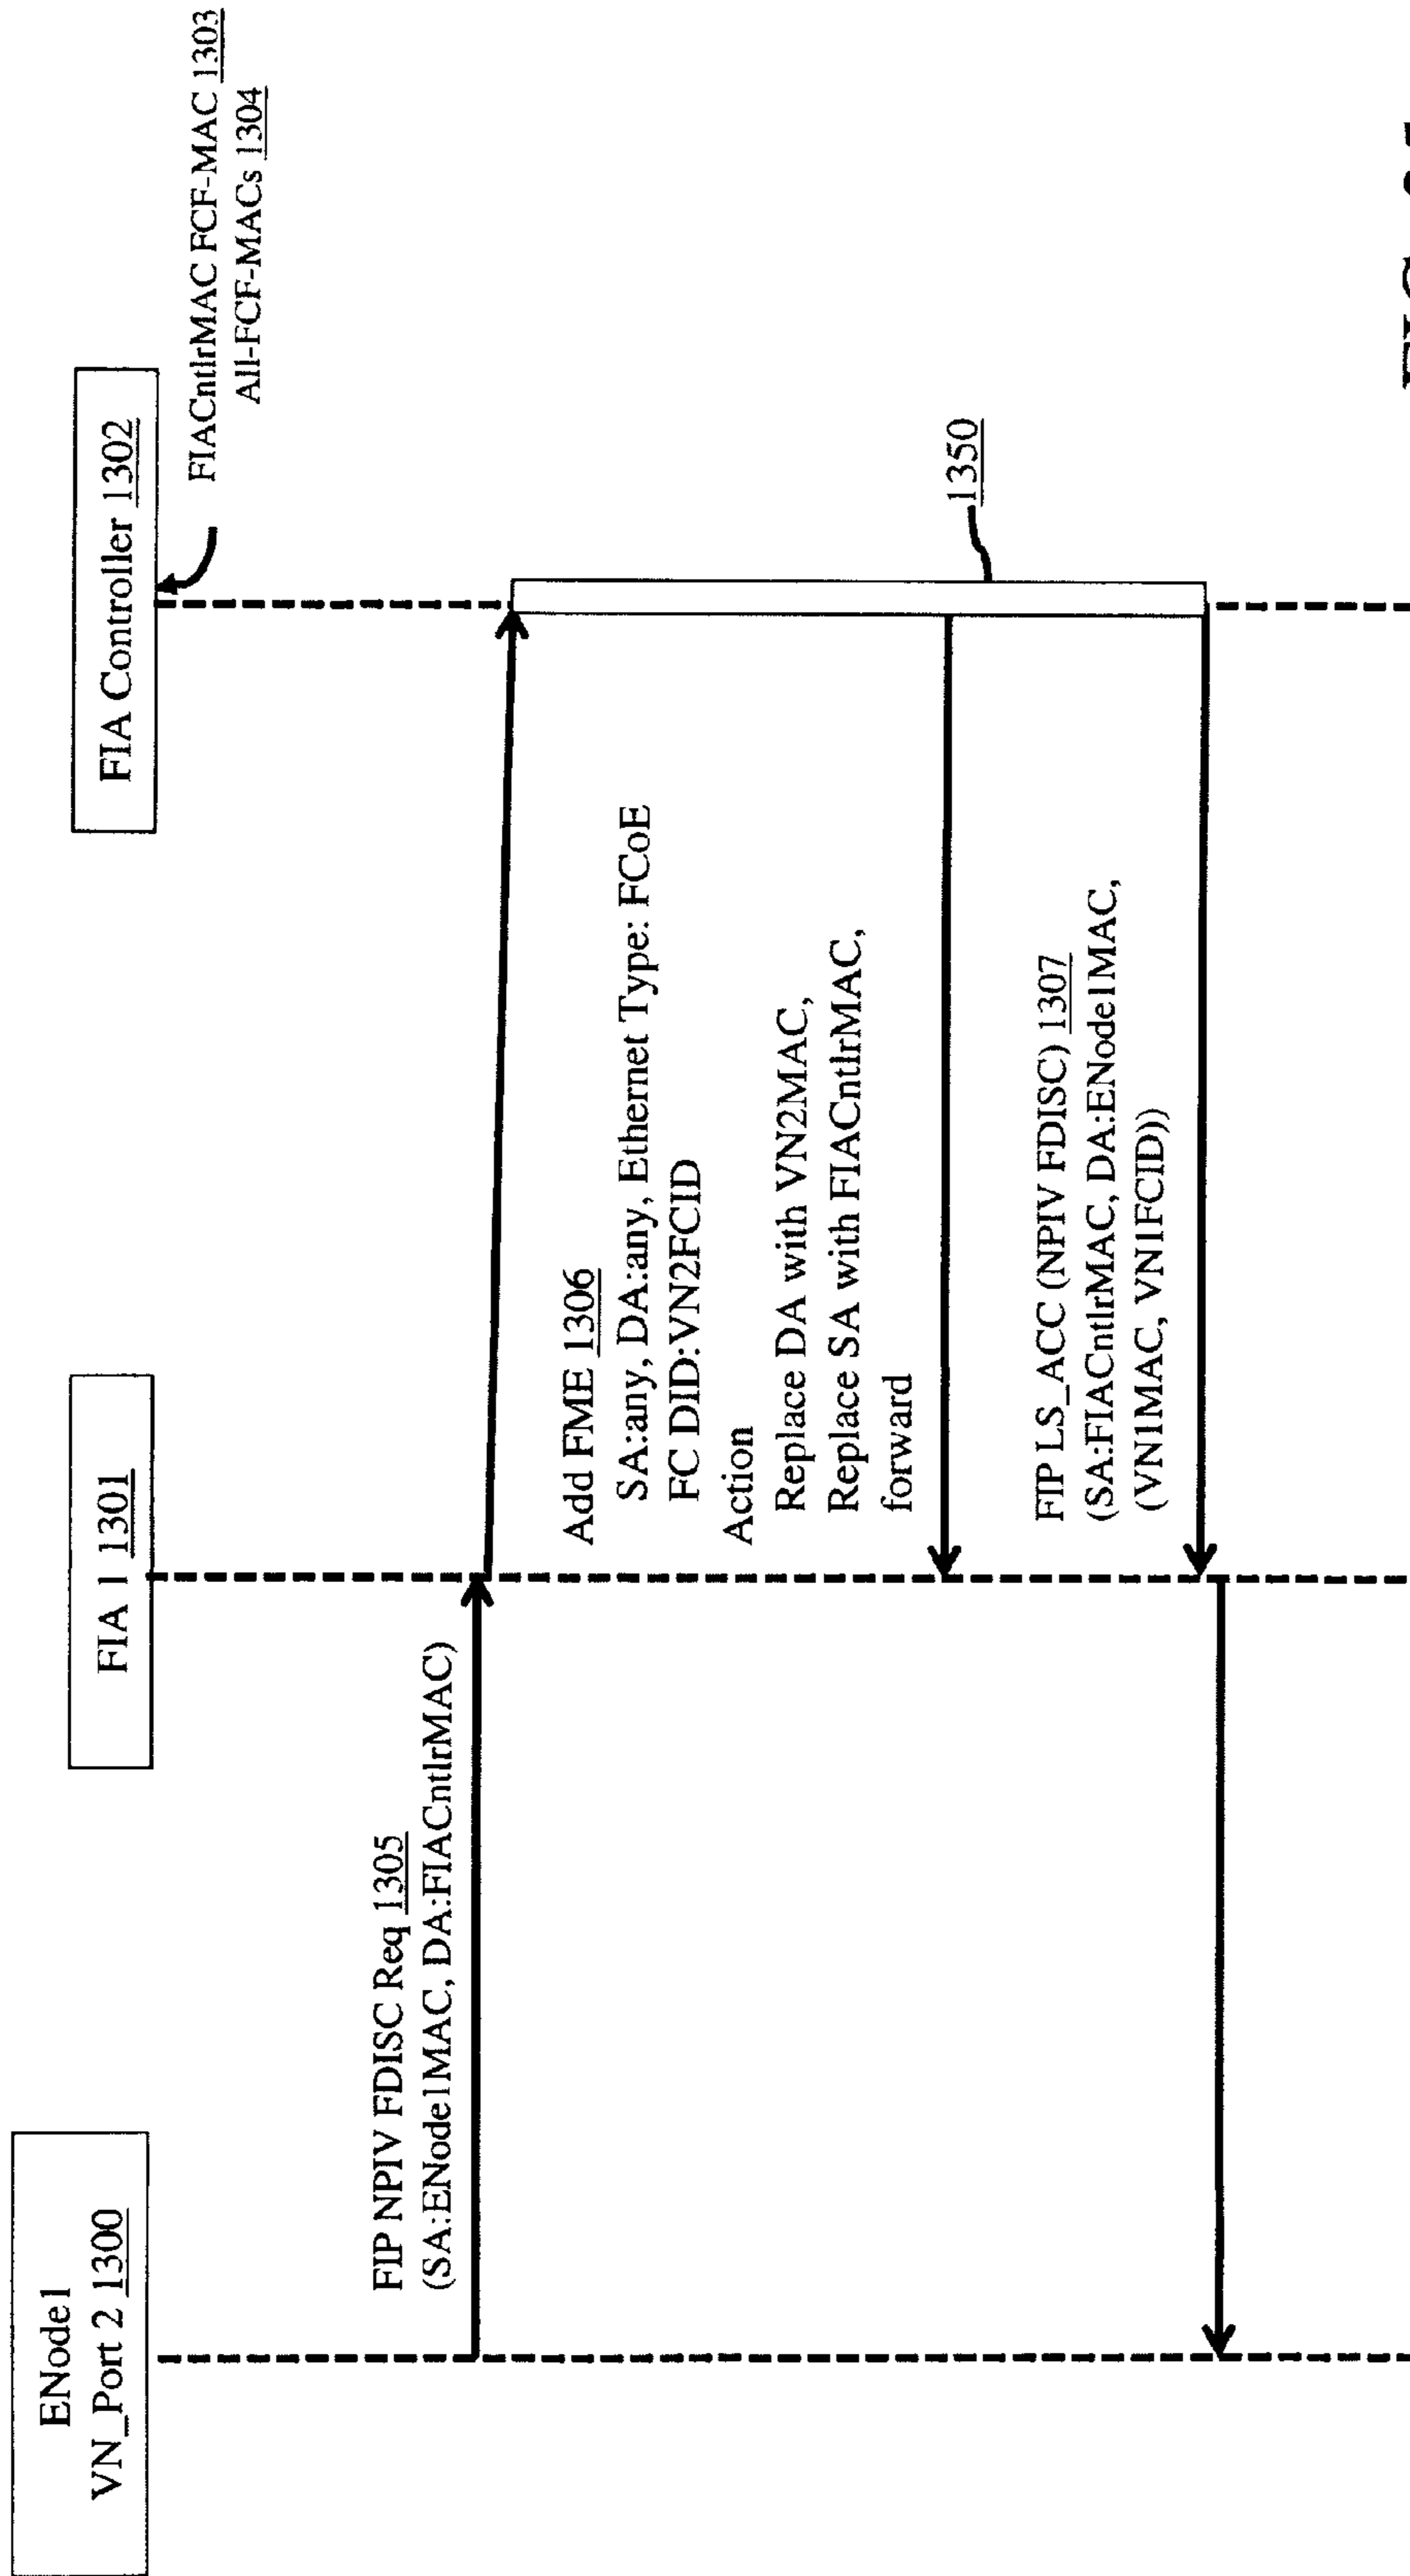 ENode1
VN_Port 2 1300
FIA 1 1301
FIA Controller 1302
FIACntlrMAC FCF-MAC 1303
All-FCF-MACs 1304
FIP NPIV FDISC Req 1305
(SA:ENode1MAC, DA:FIACntlrMAC)
Add FME 1306
SA:any, DA:any, Ethernet Type: FCoE
FC DID:VN2FCID
Action
Replace DA with VN2MAC,
Replace SA with FIACntlrMAC,
forward
1350
FIP LS_ACC (NPIV FDISC) 1307
(SA:FIACntlrMAC, DA:ENode1MAC,
(VN1MAC, VN1FCID))